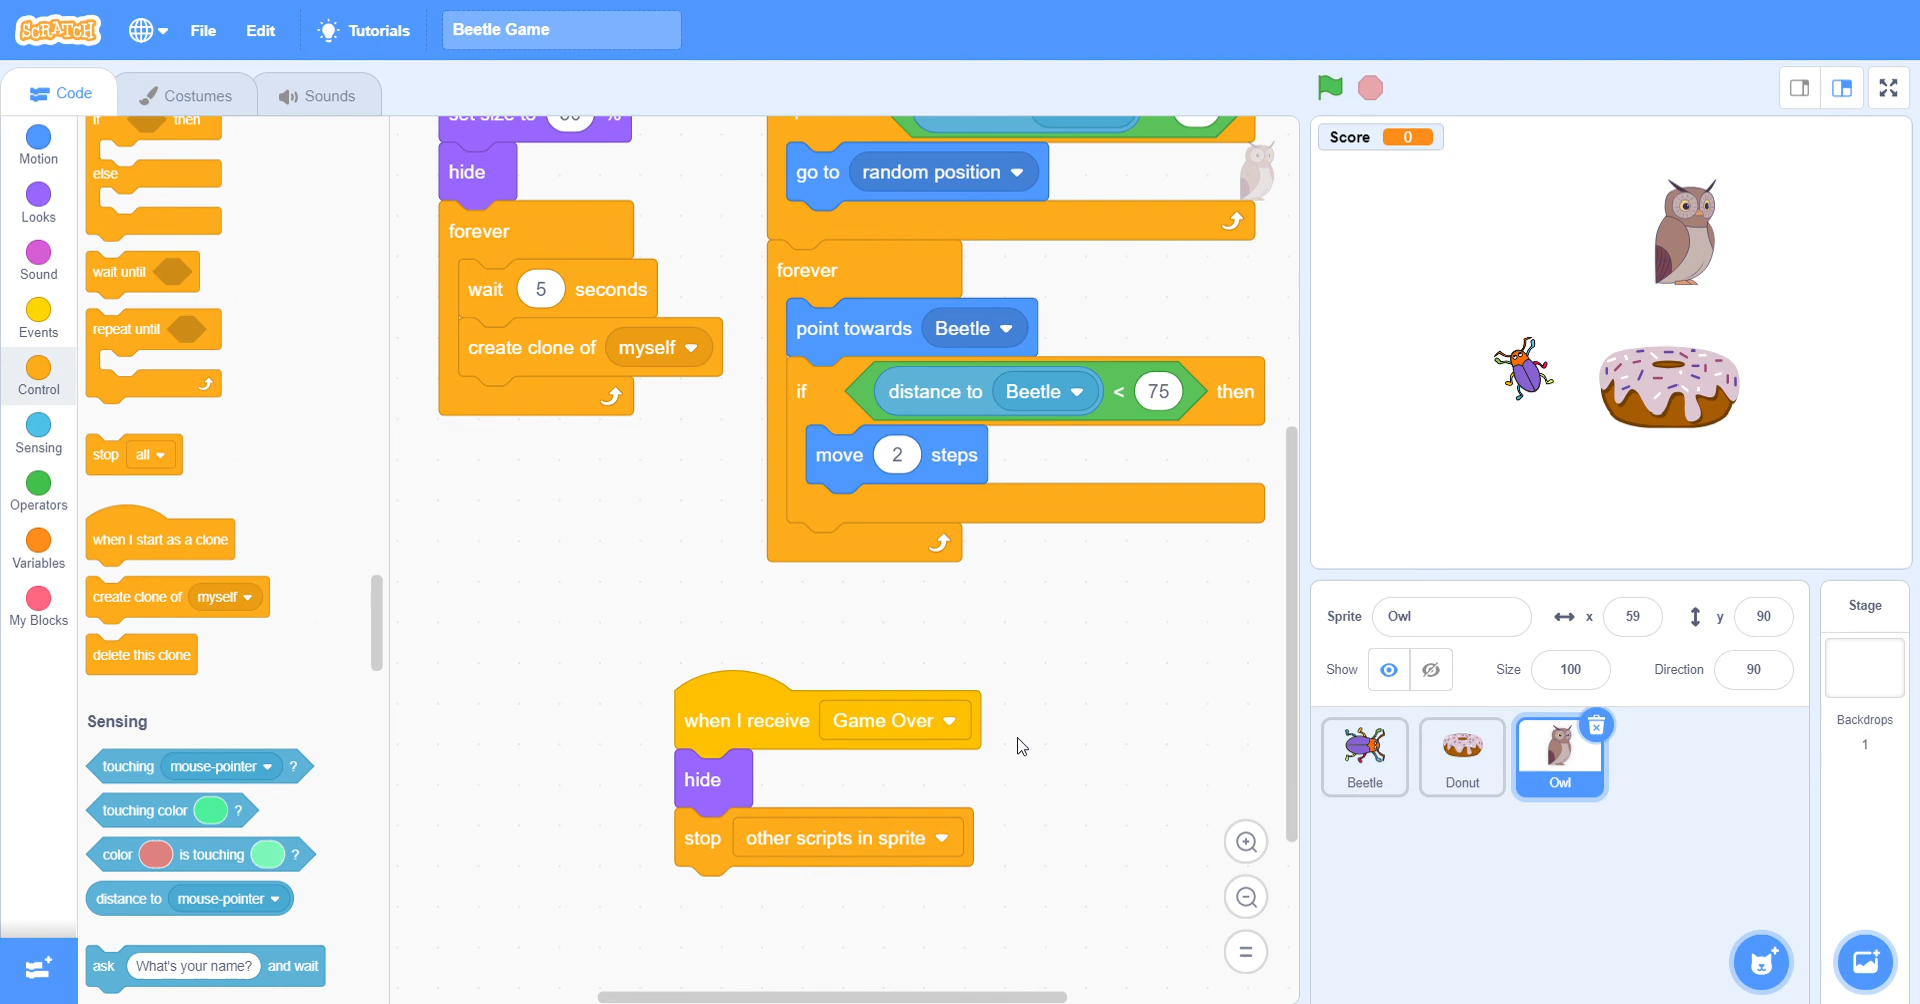 SCRATCH
File
Edit
Tutorials
Beetle Game
Code
Costumes
Sounds
Motion
Looks
Sound
Events
Control
Sensing
Operators
Variables
My Blocks
if then
else
wait until
repeat until
stop all
when I start as a clone
create clone of myself
delete this clone
Sensing
touching mouse-pointer ?
touching color ?
color is touching ?
distance to mouse-pointer
ask What's your name? and wait
set size to %
hide
forever
wait 5 seconds
create clone of myself
go to random position
forever
point towards Beetle
if distance to Beetle < 75 then
move 2 steps
when I receive Game Over
hide
stop other scripts in sprite
Score 0
Sprite Owl x 59 y 90
Show Size 100 Direction 90
Beetle
Donut
Owl
Stage
Backdrops
1